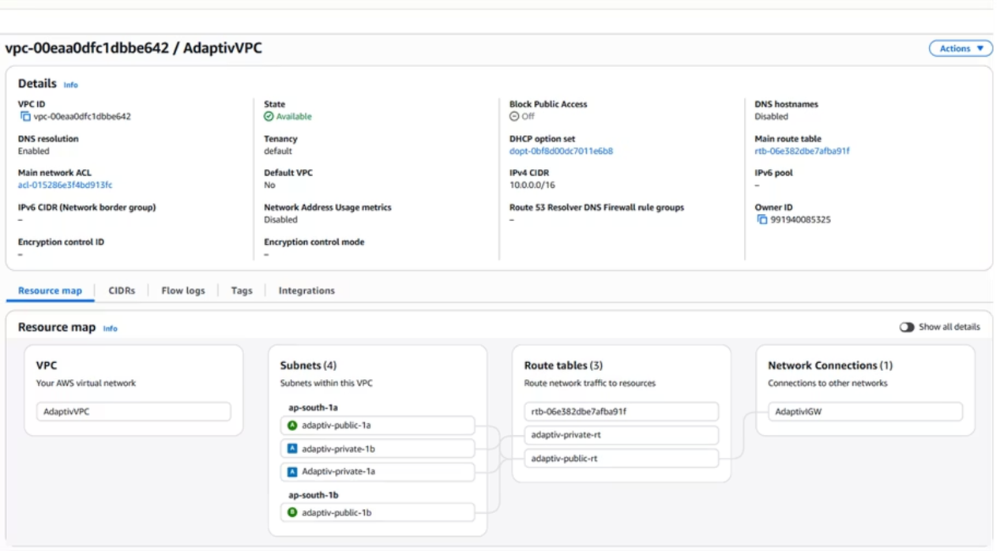 vpc-00eaa0dfc1dbbe642 / AdaptivVPC
Actions
Details Info
VPC ID
vpc-00eaa0dfc1dbbe642
State
Available
Block Public Access
Off
DNS hostnames
Disabled
DNS resolution
Enabled
Tenancy
default
DHCP option set
dopt-0bf8d00dc7011e6b8
Main route table
rtb-06e382dbe7afba91f
Main network ACL
acl-015286e3f4bd913fc
Default VPC
No
IPv4 CIDR
10.0.0.0/16
IPv6 pool
–
IPv6 CIDR (Network border group)
–
Network Address Usage metrics
Disabled
Route 53 Resolver DNS Firewall rule groups
–
Owner ID
991940085325
Encryption control ID
–
Encryption control mode
–
Resource map
CIDRs
Flow logs
Tags
Integrations
Resource map Info
Show all details
VPC
Your AWS virtual network
AdaptivVPC
Subnets (4)
Subnets within this VPC
ap-south-1a
A adaptiv-public-1a
A adaptiv-private-1b
A Adaptiv-private-1a
ap-south-1b
B adaptiv-public-1b
Route tables (3)
Route network traffic to resources
rtb-06e382dbe7afba91f
adaptiv-private-rt
adaptiv-public-rt
Network Connections (1)
Connections to other networks
AdaptivIGW